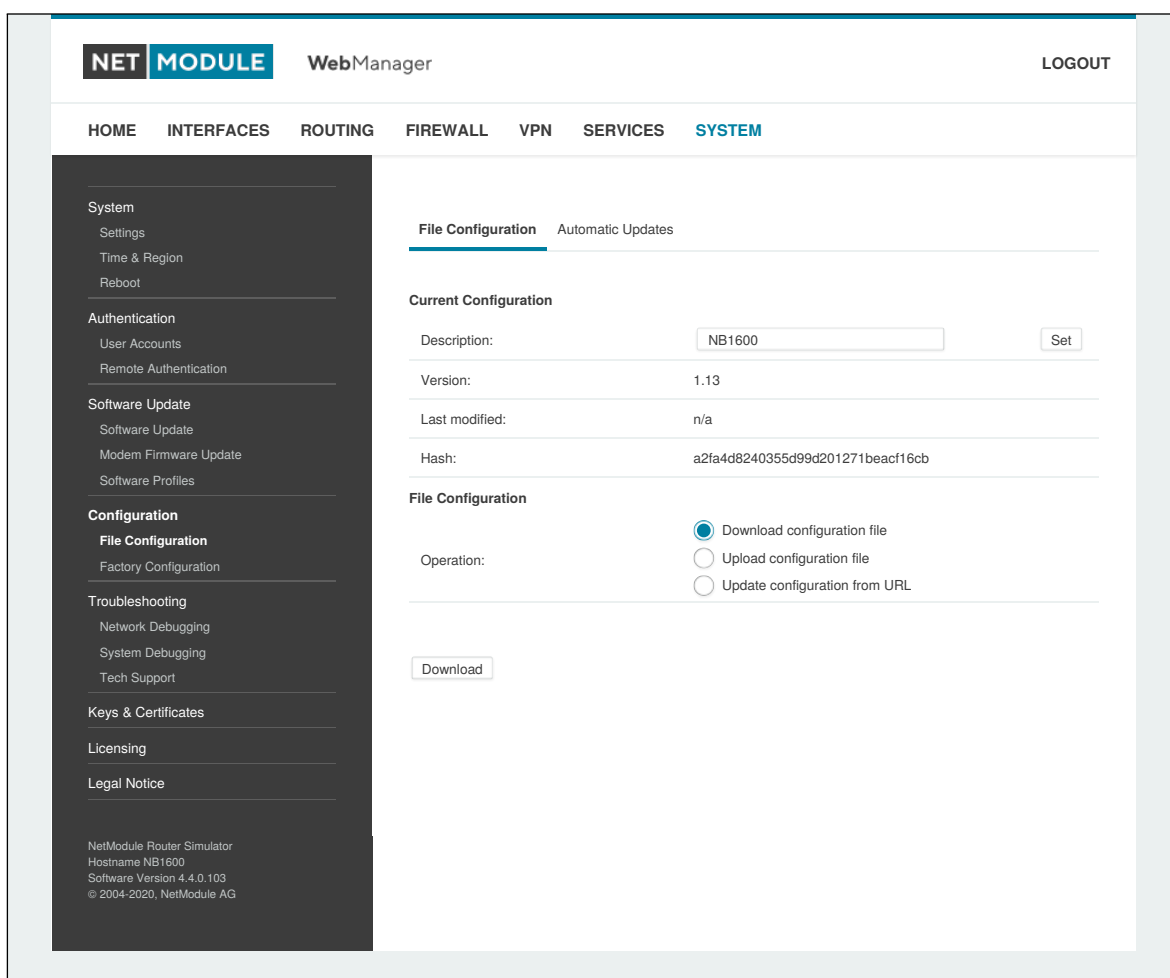 NET MODULE WebManager LOGOUT
HOME INTERFACES ROUTING FIREWALL VPN SERVICES SYSTEM
System
Settings
Time & Region
Reboot
Authentication
User Accounts
Remote Authentication
Software Update
Software Update
Modem Firmware Update
Software Profiles
Configuration
File Configuration
Factory Configuration
Troubleshooting
Network Debugging
System Debugging
Tech Support
Keys & Certificates
Licensing
Legal Notice
NetModule Router Simulator
Hostname NB1600
Software Version 4.4.0.103
© 2004-2020, NetModule AG
File Configuration Automatic Updates
Current Configuration
Description: NB1600 Set
Version: 1.13
Last modified: n/a
Hash: a2fa4d8240355d99d201271beacf16cb
File Configuration
Operation:
Download configuration file
Upload configuration file
Update configuration from URL
Download